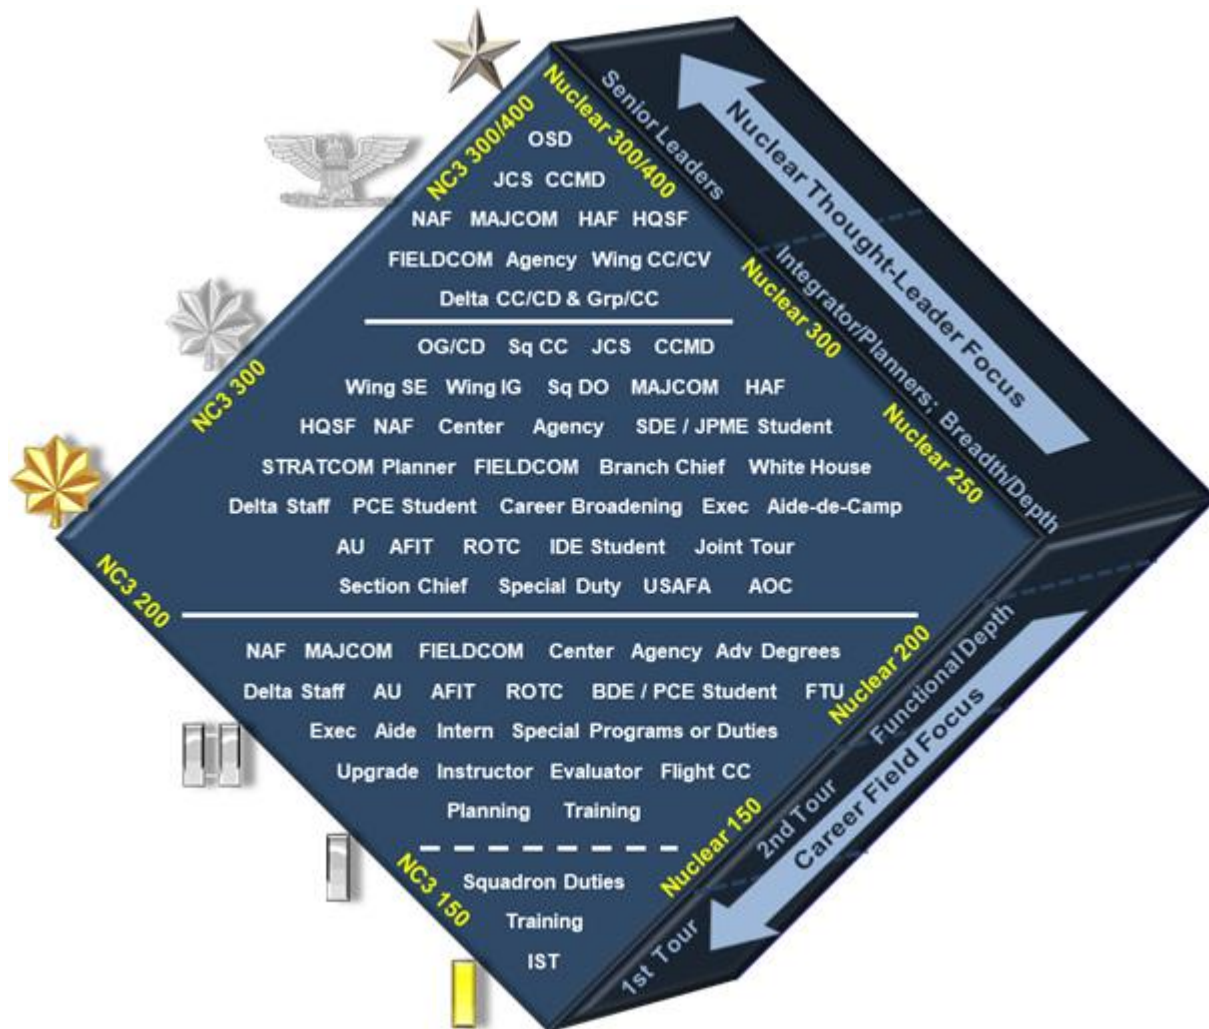 OSD
JCS CCMD
NAF MAJCOM HAF HQSF
FIELDCOM Agency Wing CC/CV
Delta CC/CD & Grp/CC
OG/CD Sq CC JCS CCMD
Wing SE Wing IG Sq DO MAJCOM HAF
HQSF NAF Center Agency SDE / JPME Student
STRATCOM Planner FIELDCOM Branch Chief White House
Delta Staff PCE Student Career Broadening Exec Aide-de-Camp
AU AFIT ROTC IDE Student Joint Tour
Section Chief Special Duty USAFA AOC
NAF MAJCOM FIELDCOM Center Agency Adv Degrees
Delta Staff AU AFIT ROTC BDE / PCE Student FTU
Exec Aide Intern Special Programs or Duties
Upgrade Instructor Evaluator Flight CC
Planning Training
Squadron Duties
Training
IST
NC3 300/400
NC3 300
NC3 200
NC3 150
Nuclear 300/400
Nuclear 300
Nuclear 250
Nuclear 200
Nuclear 150
Senior Leaders
Integrator/Planners; Breadth/Depth
Functional Depth
2nd Tour
1st Tour
Nuclear Thought-Leader Focus
Career Field Focus